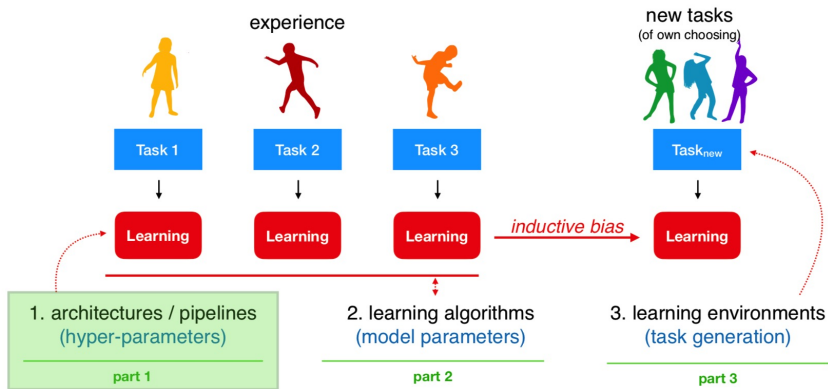 experience
new tasks
(of own choosing)
Task 1
Task 2
Task 3
Tasknew
Learning
Learning
Learning
inductive bias
Learning
1. architectures / pipelines
(hyper-parameters)
part 1
2. learning algorithms
(model parameters)
part 2
3. learning environments
(task generation)
part 3